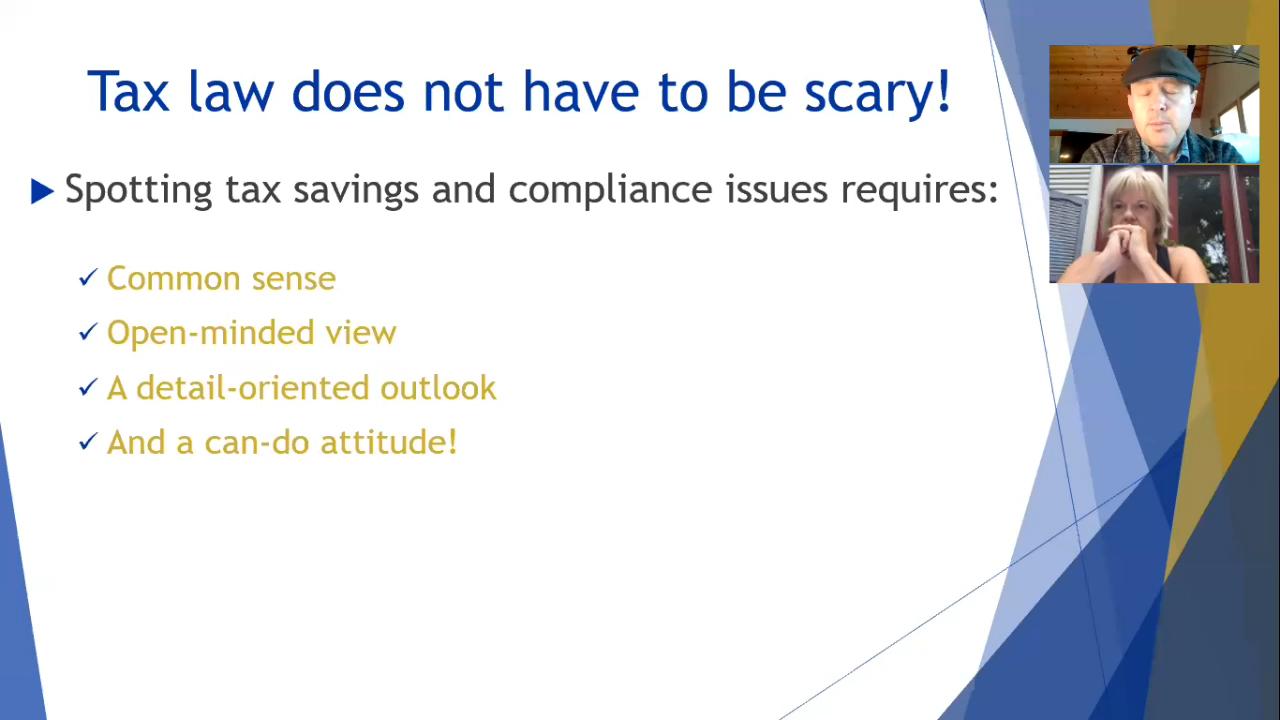 Tax law does not have to be scary!
Spotting tax savings and compliance issues requires:
Common sense
Open-minded view
A detail-oriented outlook
And a can-do attitude!